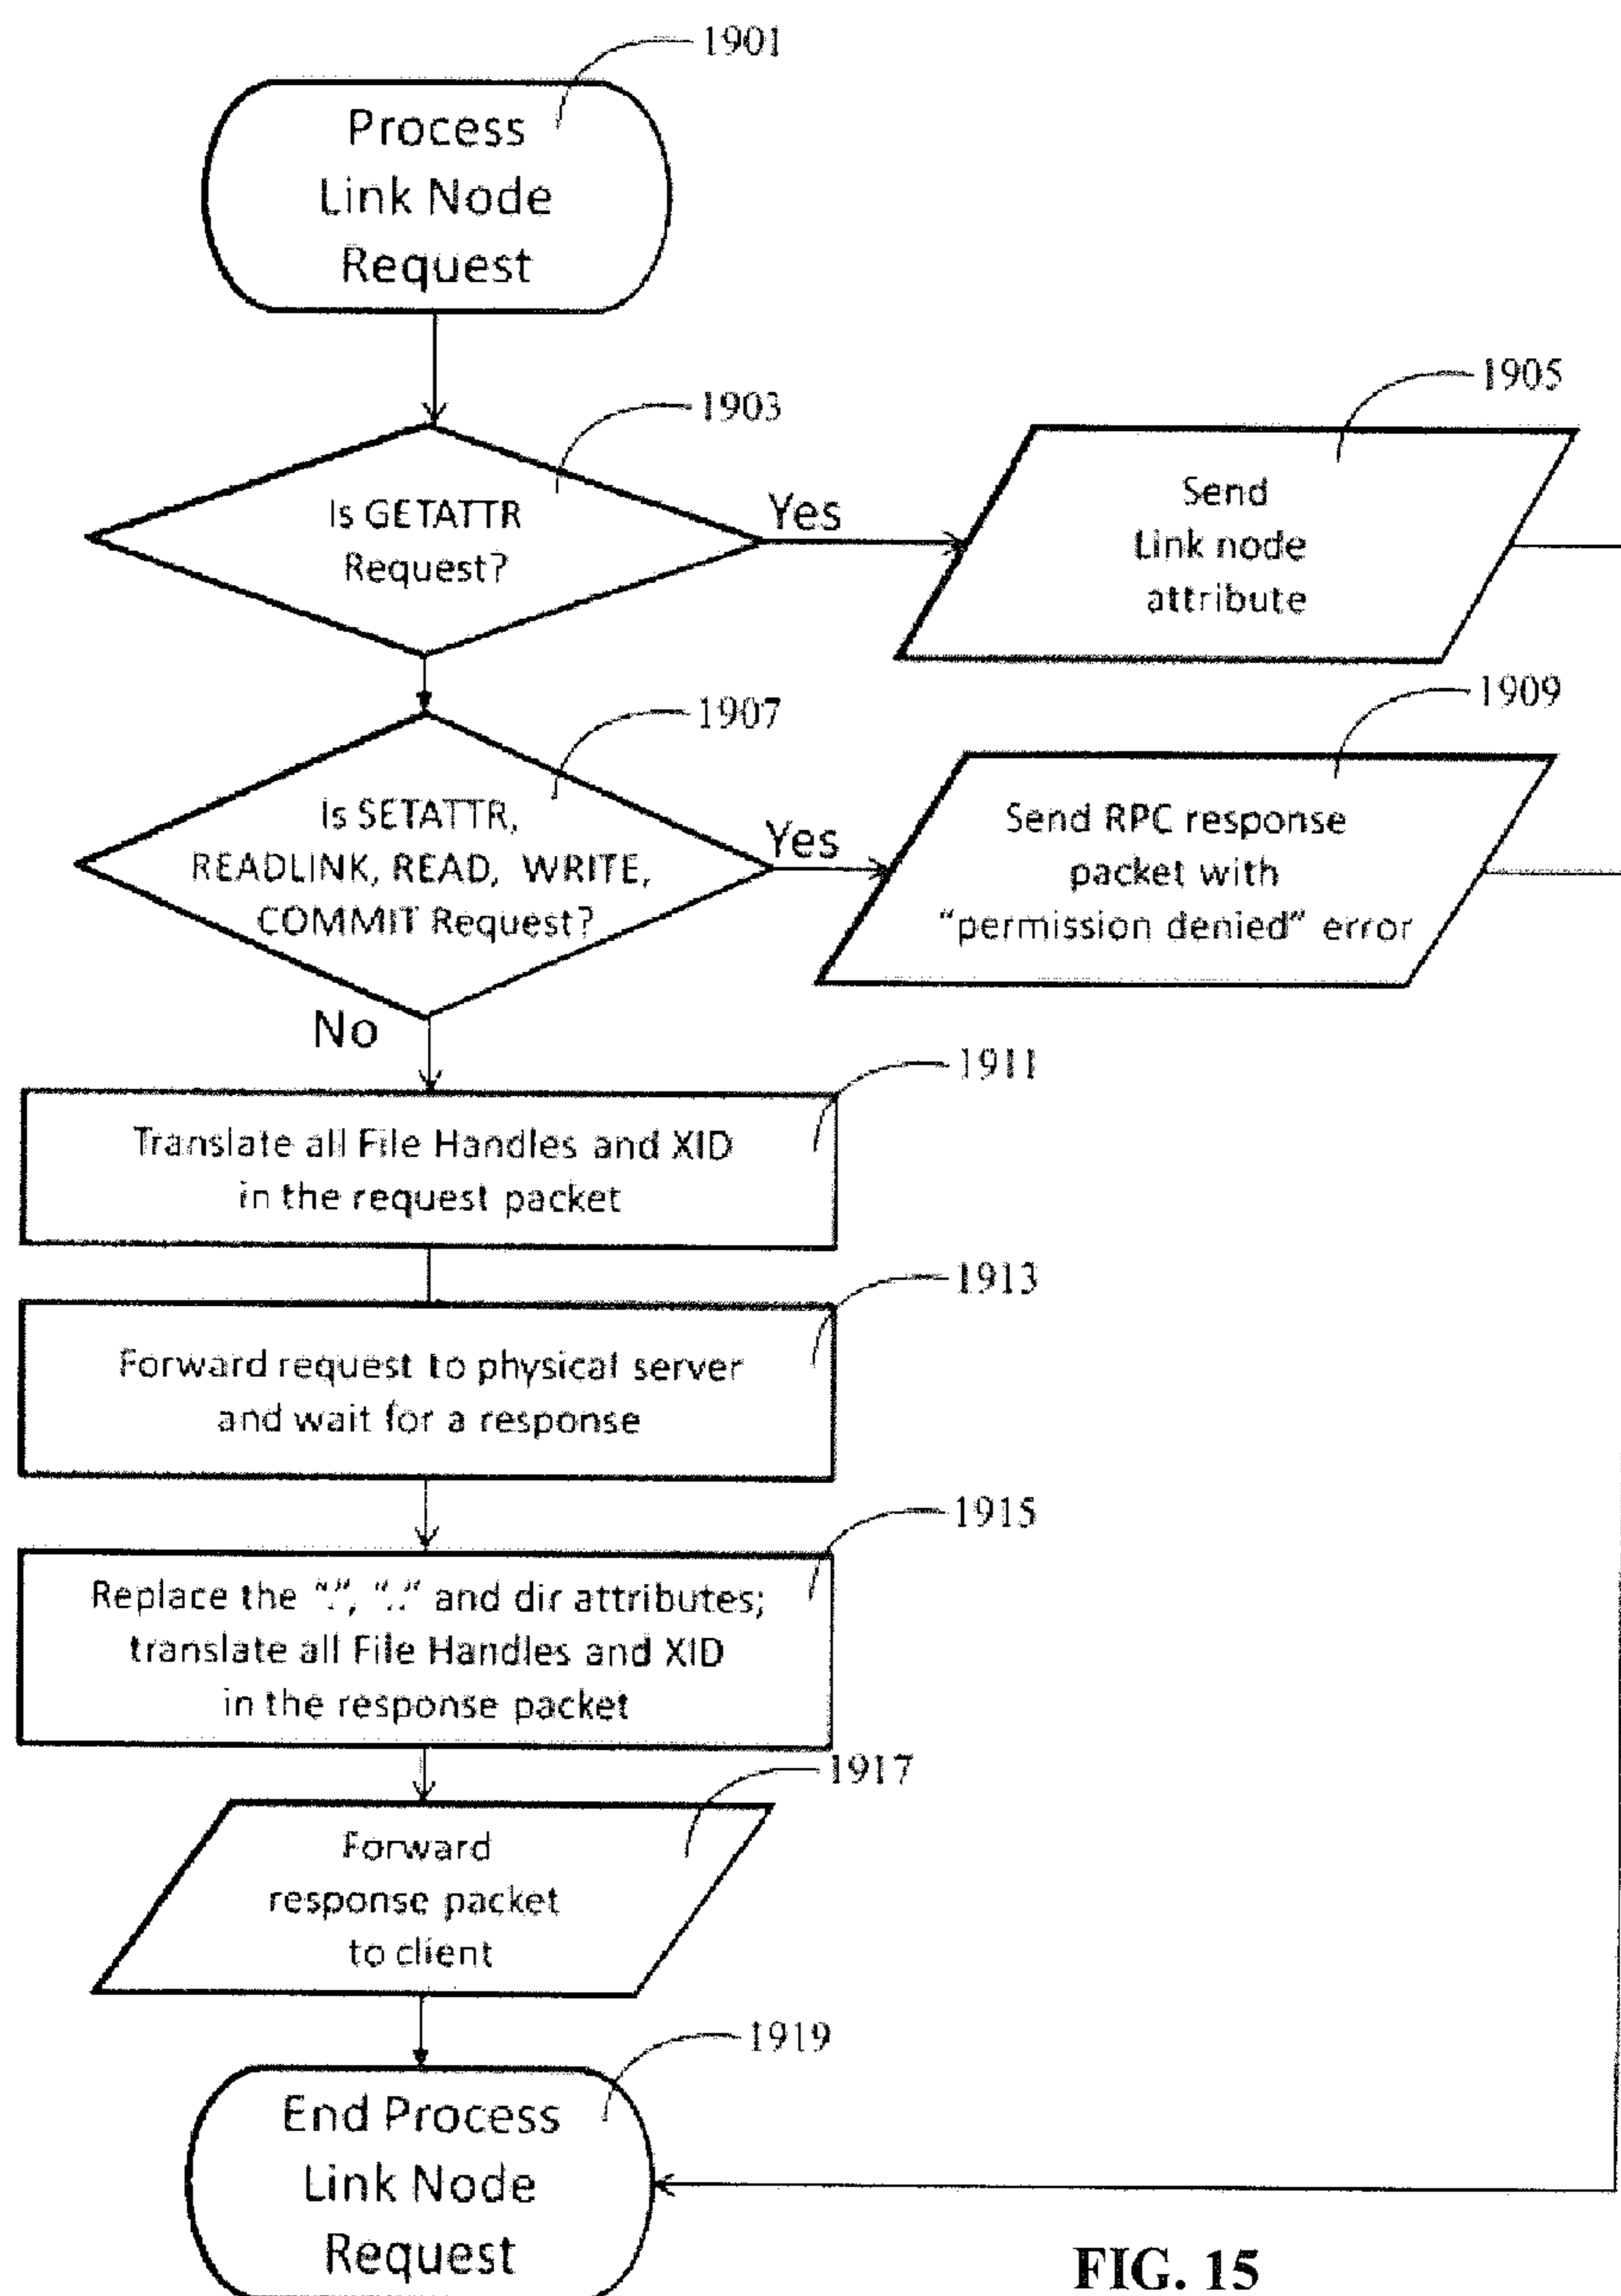 1901
Process
Link Node
Request
1903
Is GETATTR
Request?
Yes
1905
Send
Link node
attribute
1907
Is SETATTR,
READLINK, READ, WRITE,
COMMIT Request?
Yes
1909
Send RPC response
packet with
“permission denied” error
No
1911
Translate all File Handles and XID
in the request packet
1913
Forward request to physical server
and wait for a response
1915
Replace the “.”, “..” and dir attributes;
translate all File Handles and XID
in the response packet
1917
Forward
response packet
to client
1919
End Process
Link Node
Request
FIG. 15